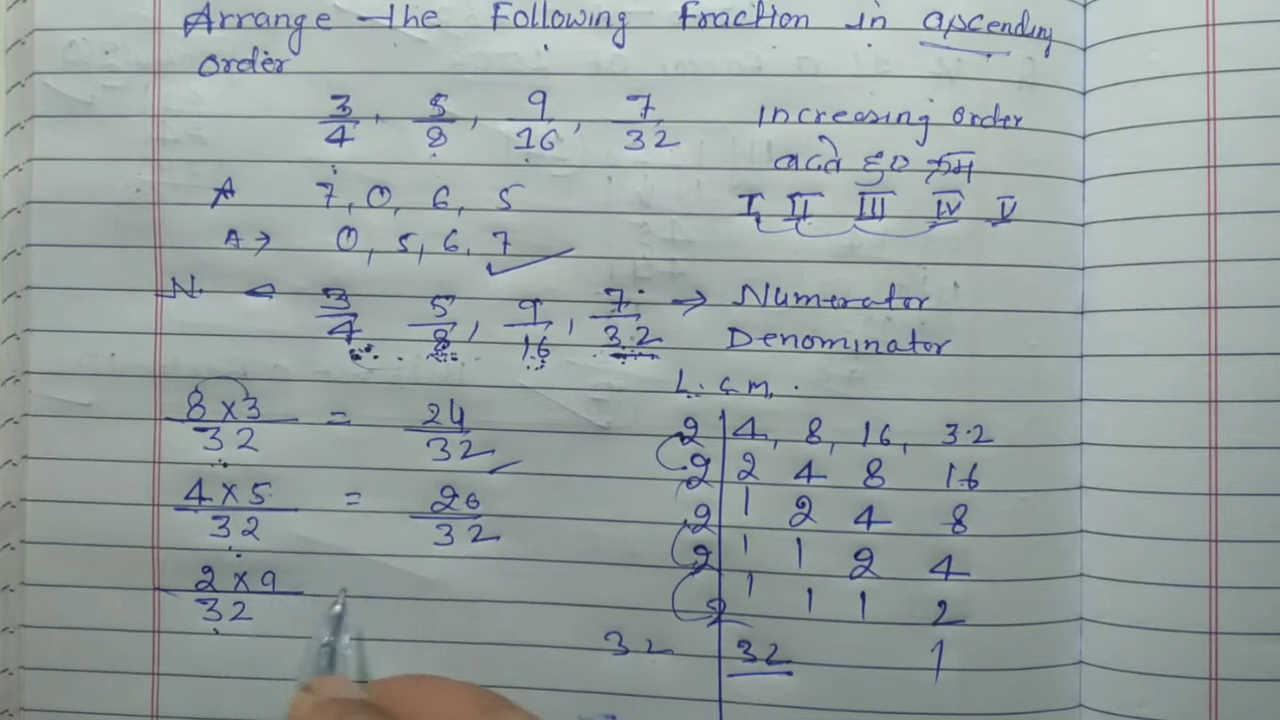 Arrange the Following Fraction in ascending
order
3/4, 5/8, 9/16, 7/32
Increasing order
बढते हुए क्रम
I II III IV V
A 7, 0, 6, 5
A → 0, 5, 6, 7 ✓
N. ← 3/4 5/8, 9/16, 7/32 → Numerator
Denominator
L.C.M.
8×3/32 = 24/32
4×5/32 = 20/32
2×9/32
2 | 4, 8, 16, 32
2 | 2 4 8 16
2 | 1 2 4 8
2 | 1 1 2 4
2 | 1 1 1 2
32 | 32 1